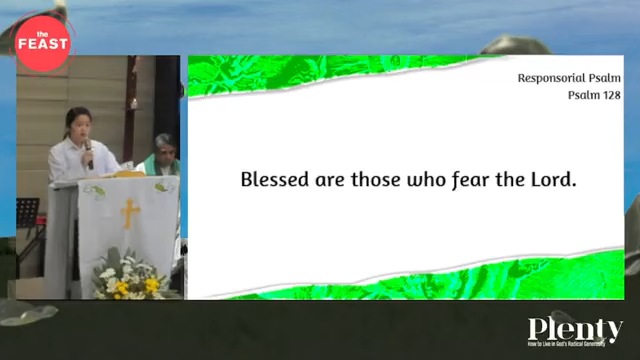 the
FEAST
Responsorial Psalm
Psalm 128
Blessed are those who fear the Lord.
Plenty
How to Live in God's Radical Generosity